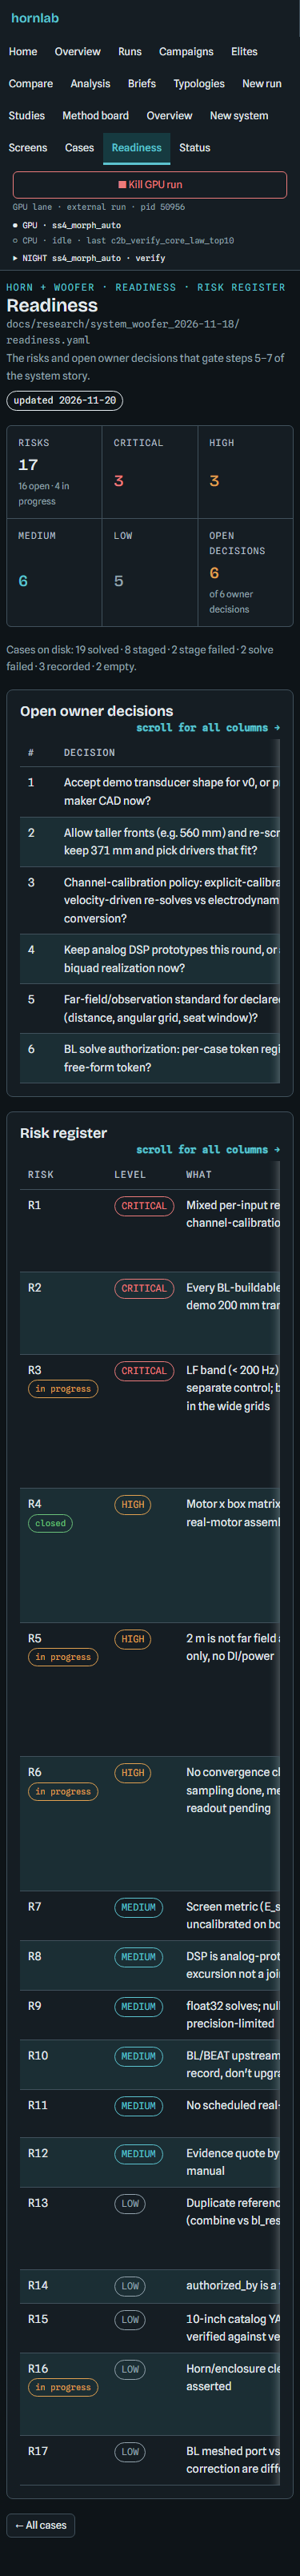 hornlab
Home Overview Runs Campaigns Elites
Compare Analysis Briefs Typologies New run
Studies Method board Overview New system
Screens Cases Readiness Status
Kill GPU run
GPU lane · external run · pid 50956
● GPU · ss4_morph_auto
○ CPU · idle · last c2b_verify_core_law_top10
▶ NIGHT ss4_morph_auto · verify
HORN + WOOFER · READINESS · RISK REGISTER
Readiness
docs/research/system_woofer_2026-11-18/
readiness.yaml
The risks and open owner decisions that gate steps 5–7 of
the system story.
updated 2026-11-20
RISKS
17
16 open · 4 in
progress
CRITICAL
3
HIGH
3
MEDIUM
6
LOW
5
OPEN
DECISIONS
6
of 6 owner
decisions
Cases on disk: 19 solved · 8 staged · 2 stage failed · 2 solve
failed · 3 recorded · 2 empty.
Open owner decisions
scroll for all columns →
# DECISION
1 Accept demo transducer shape for v0, or p
maker CAD now?
2 Allow taller fronts (e.g. 560 mm) and re-scr
keep 371 mm and pick drivers that fit?
3 Channel-calibration policy: explicit-calibra
velocity-driven re-solves vs electrodynam
conversion?
4 Keep analog DSP prototypes this round, or
biquad realization now?
5 Far-field/observation standard for declare
(distance, angular grid, seat window)?
6 BL solve authorization: per-case token regi
free-form token?
Risk register
scroll for all columns →
RISK LEVEL WHAT
R1 CRITICAL Mixed per-input re
channel-calibratio
R2 CRITICAL Every BL-buildable
demo 200 mm tran
R3 CRITICAL LF band (< 200 Hz)
in progress separate control; b
in the wide grids
R4 HIGH Motor x box matrix
closed real-motor assembl
R5 HIGH 2 m is not far field
in progress only, no DI/power
R6 HIGH No convergence cl
in progress sampling done, me
readout pending
R7 MEDIUM Screen metric (E_s
uncalibrated on bo
R8 MEDIUM DSP is analog-prot
excursion not a joi
R9 MEDIUM float32 solves; null
precision-limited
R10 MEDIUM BL/BEAT upstream
record, don't upgra
R11 MEDIUM No scheduled real-
R12 MEDIUM Evidence quote by
manual
R13 LOW Duplicate referenc
(combine vs bl_res
R14 LOW authorized_by is a
R15 LOW 10-inch catalog YA
verified against ve
R16 LOW Horn/enclosure cle
in progress asserted
R17 LOW BL meshed port vs
correction are diffe
← All cases